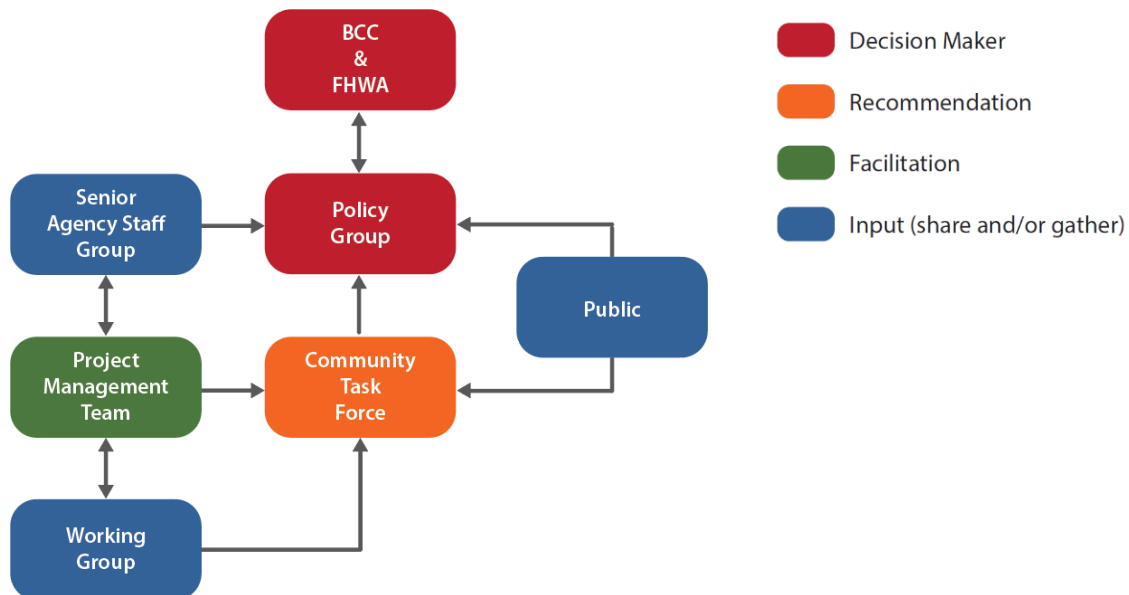 BCC
&
FHWA
Decision Maker
Recommendation
Facilitation
Input (share and/or gather)
Senior
Agency Staff
Group
Policy
Group
Public
Project
Management
Team
Community
Task
Force
Working
Group